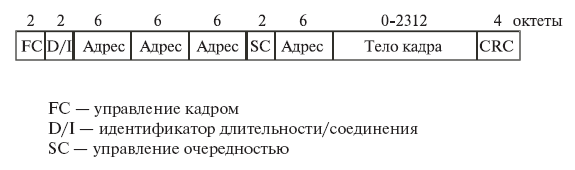 2 2 6 6 6 2 6 0-2312 4 октеты
FC D/I Адрес Адрес Адрес SC Адрес Тело кадра CRC
FC — управление кадром
D/I — идентификатор длительности/соединения
SC — управление очередностью